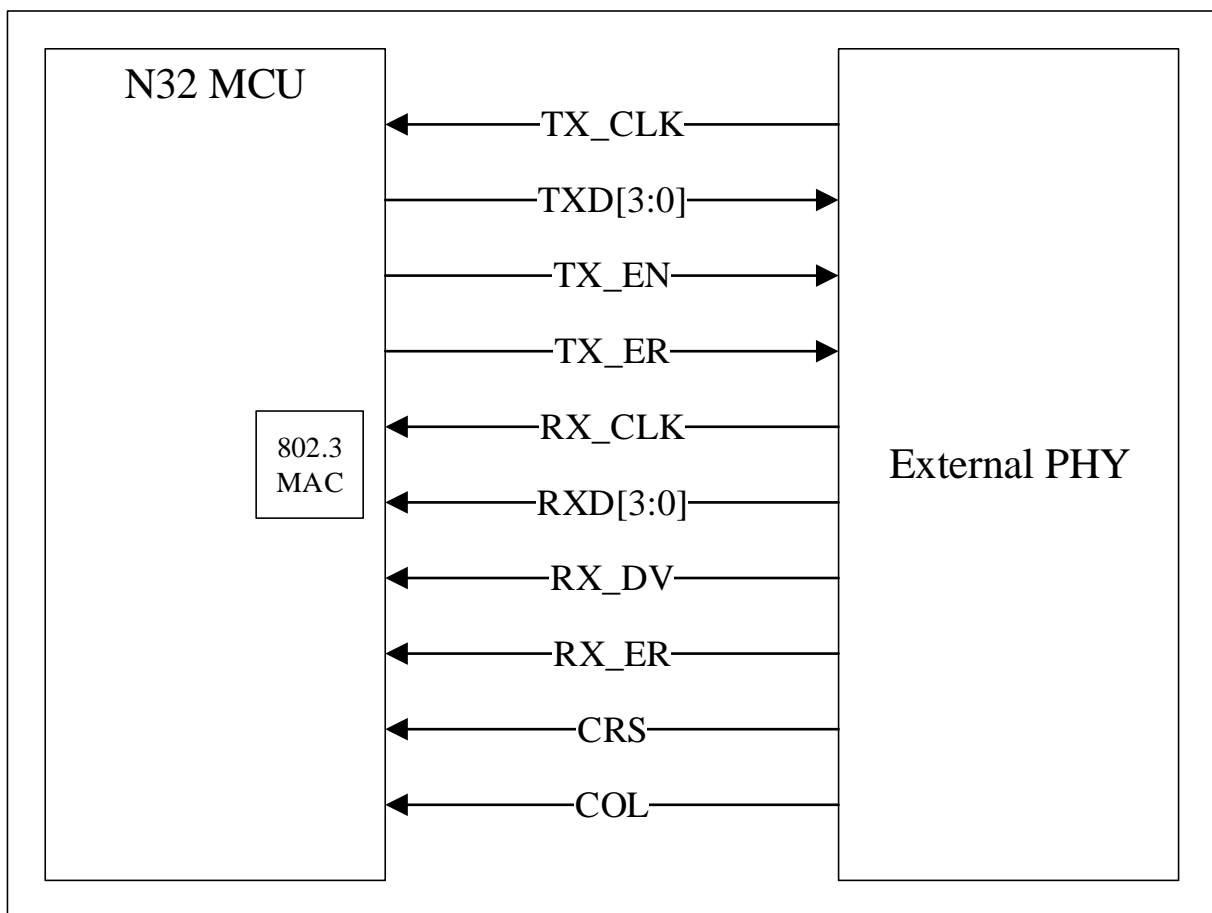 N32 MCU
TX_CLK
TXD[3:0]
TX_EN
TX_ER
RX_CLK
802.3
MAC
External PHY
RXD[3:0]
RX_DV
RX_ER
CRS
COL